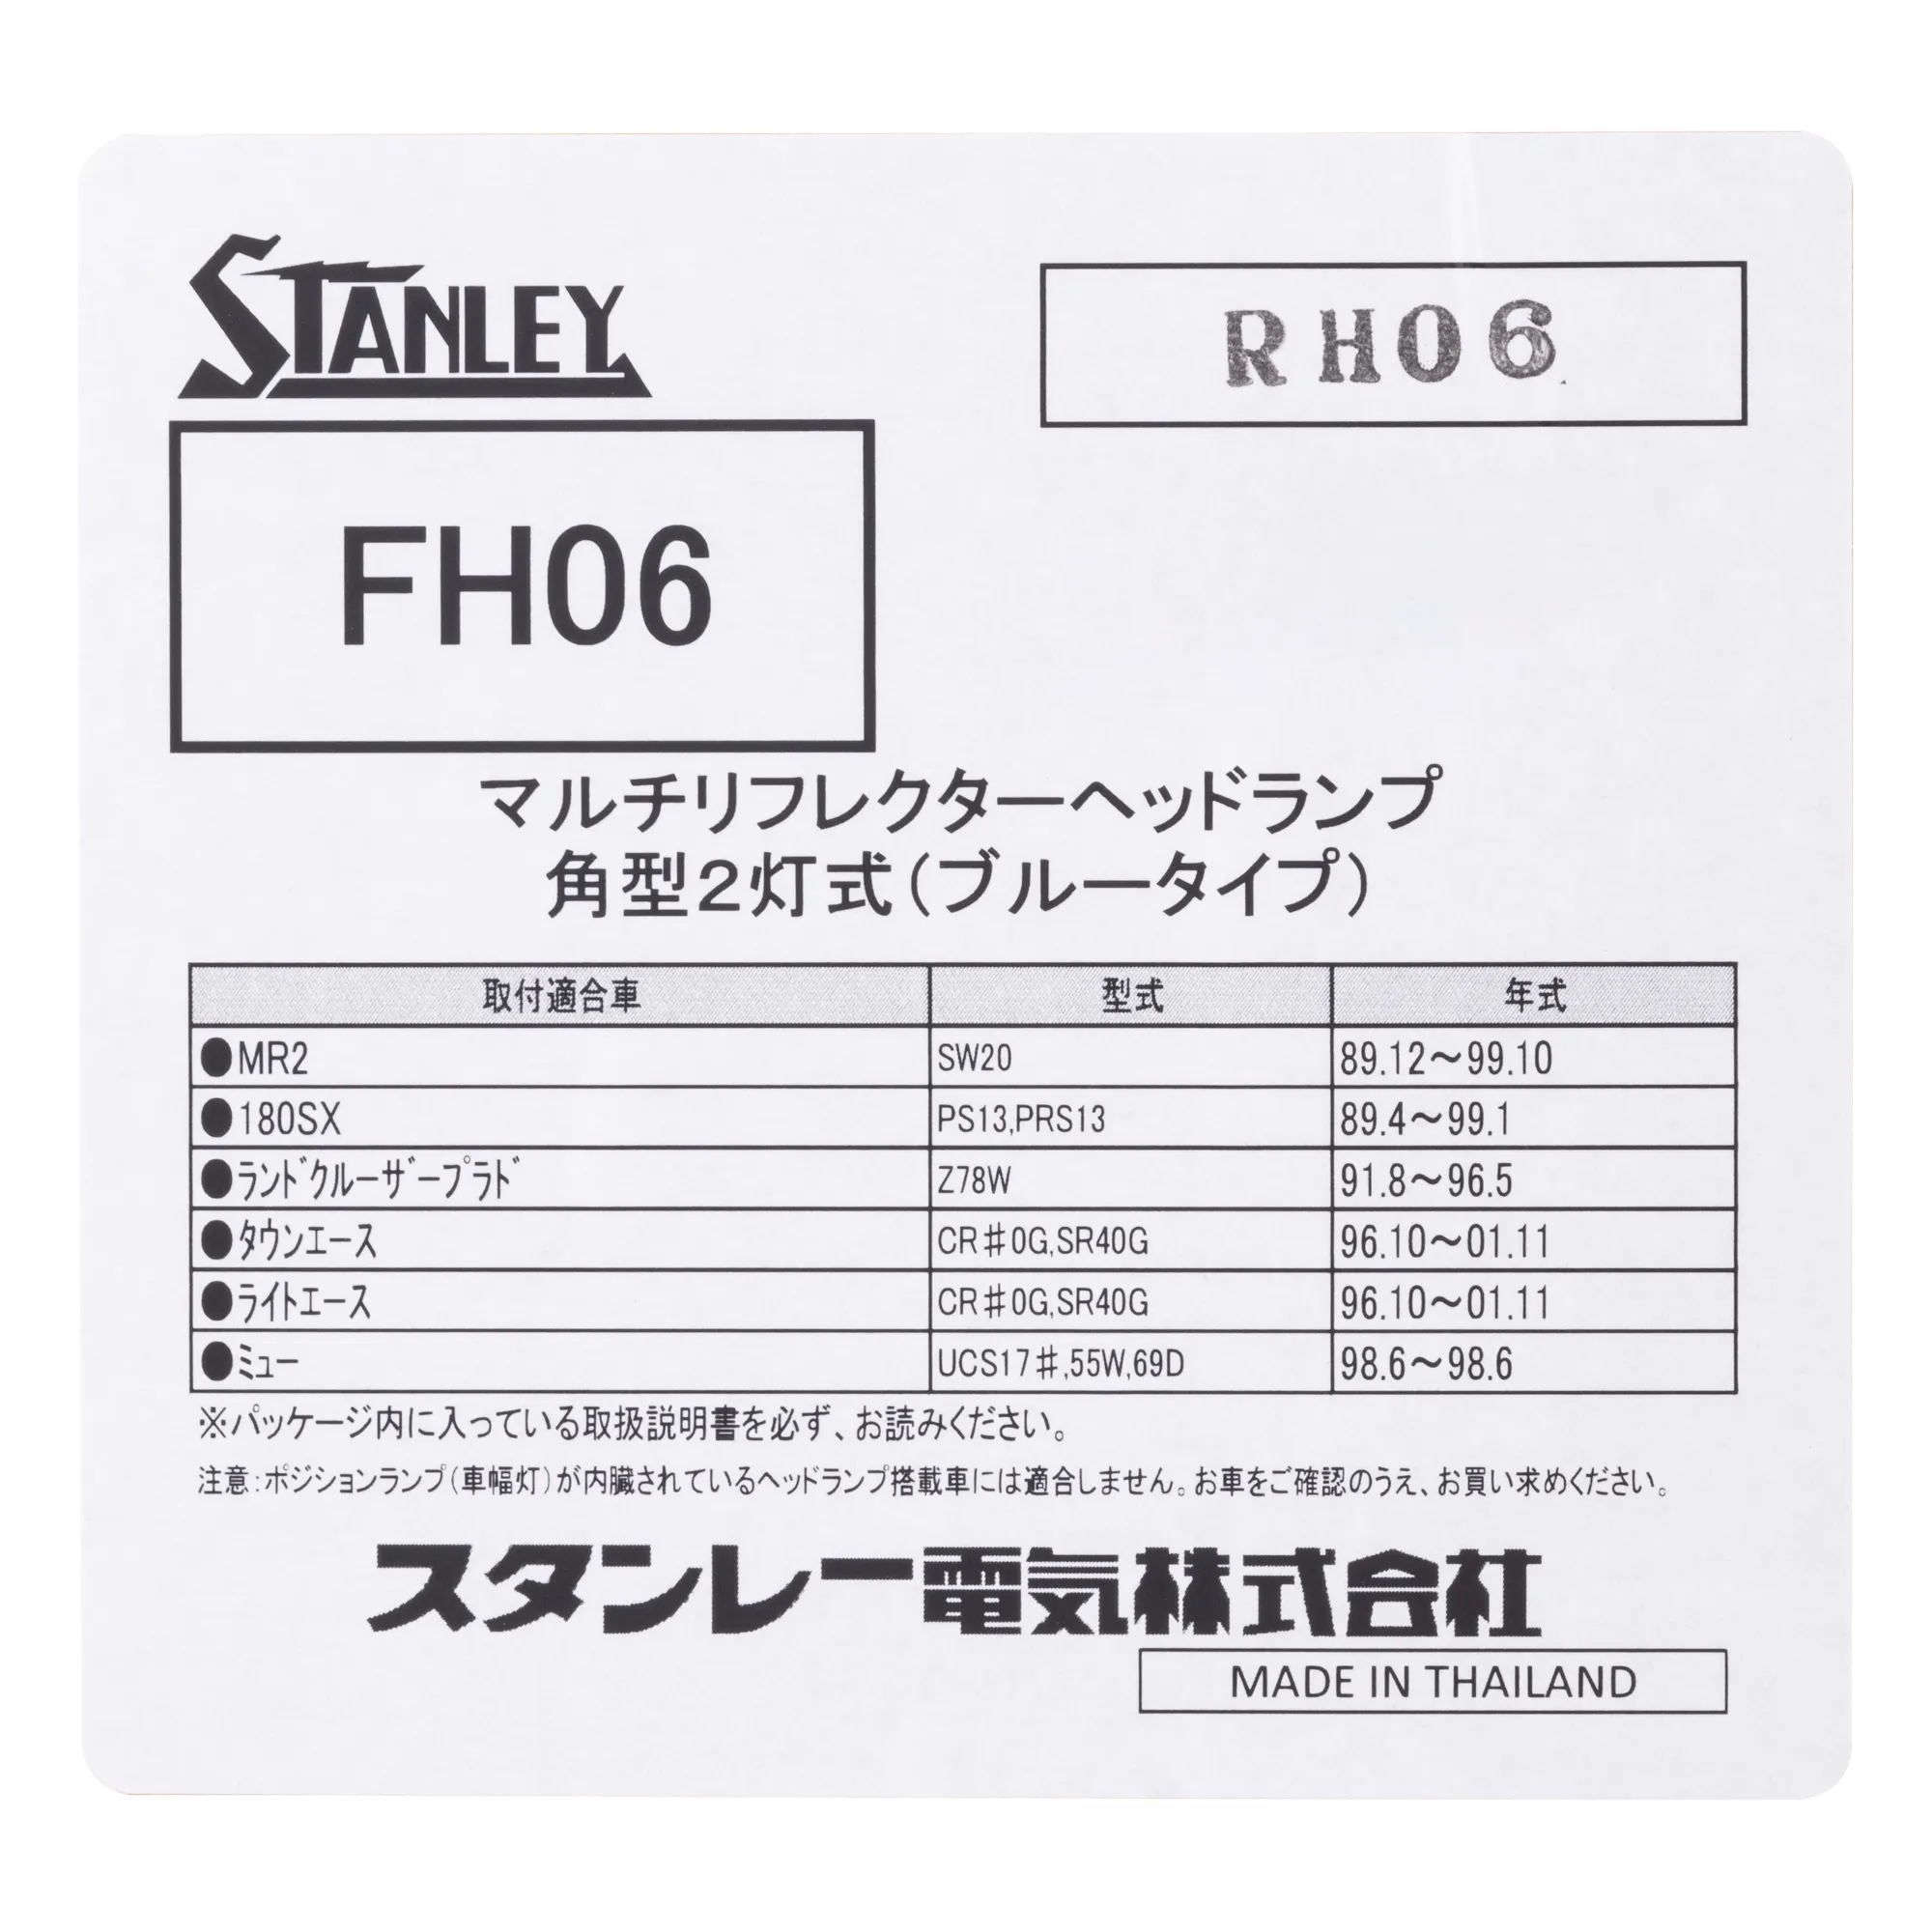 STANLEY
RH06
FH06
マルチリフレクターヘッドランプ
角型2灯式(ブルータイプ)
取付適合車 型式 年式
●MR2 SW20 89.12～99.10
●180SX PS13,PRS13 89.4～99.1
●ﾗﾝﾄﾞｸﾙｰｻﾞｰﾌﾟﾗﾄﾞ Z78W 91.8～96.5
●ﾀｳﾝｴｰｽ CR♯0G,SR40G 96.10～01.11
●ﾗｲﾄｴｰｽ CR♯0G,SR40G 96.10～01.11
●ﾐｭｰ UCS17♯,55W,69D 98.6～98.6
※パッケージ内に入っている取扱説明書を必ず、お読みください。
注意:ポジションランプ(車幅灯)が内臓されているヘッドランプ搭載車には適合しません。お車をご確認のうえ、お買い求めください。
スタンレー電気株式会社
MADE IN THAILAND